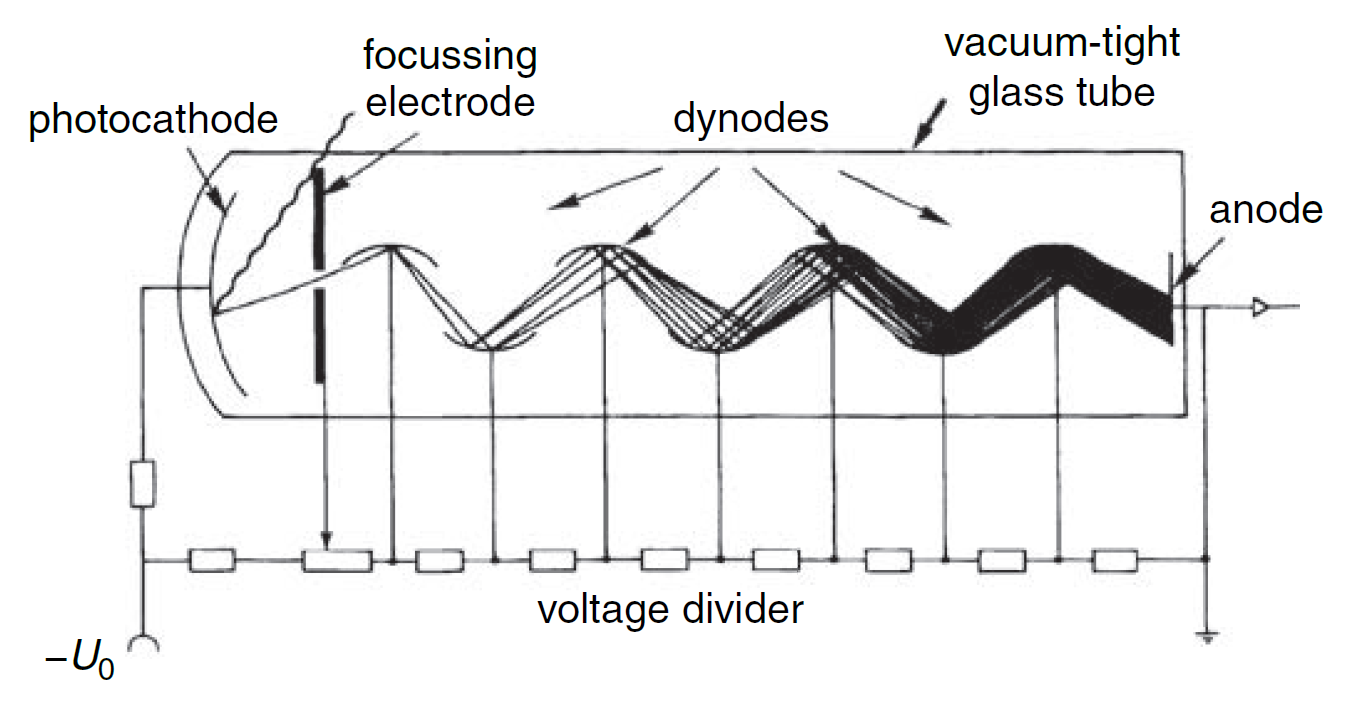 focussing
electrode
photocathode
dynodes
vacuum-tight
glass tube
anode
voltage divider
–U₀